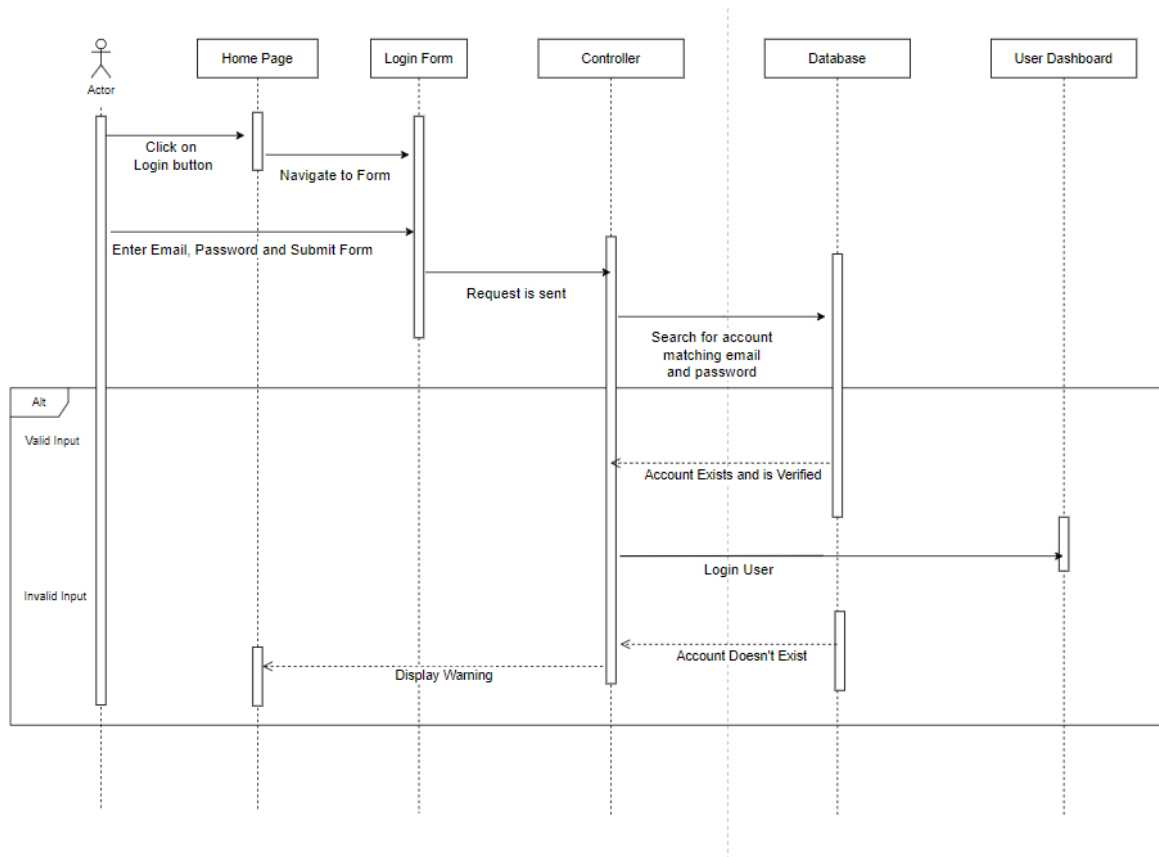 Home Page
Login Form
Controller
Database
User Dashboard
Actor
Click on
Login button
Navigate to Form
Enter Email, Password and Submit Form
Request is sent
Search for account
matching email
and password
Alt
Valid Input
Account Exists and is Verified
Login User
Invalid Input
Account Doesn't Exist
Display Warning